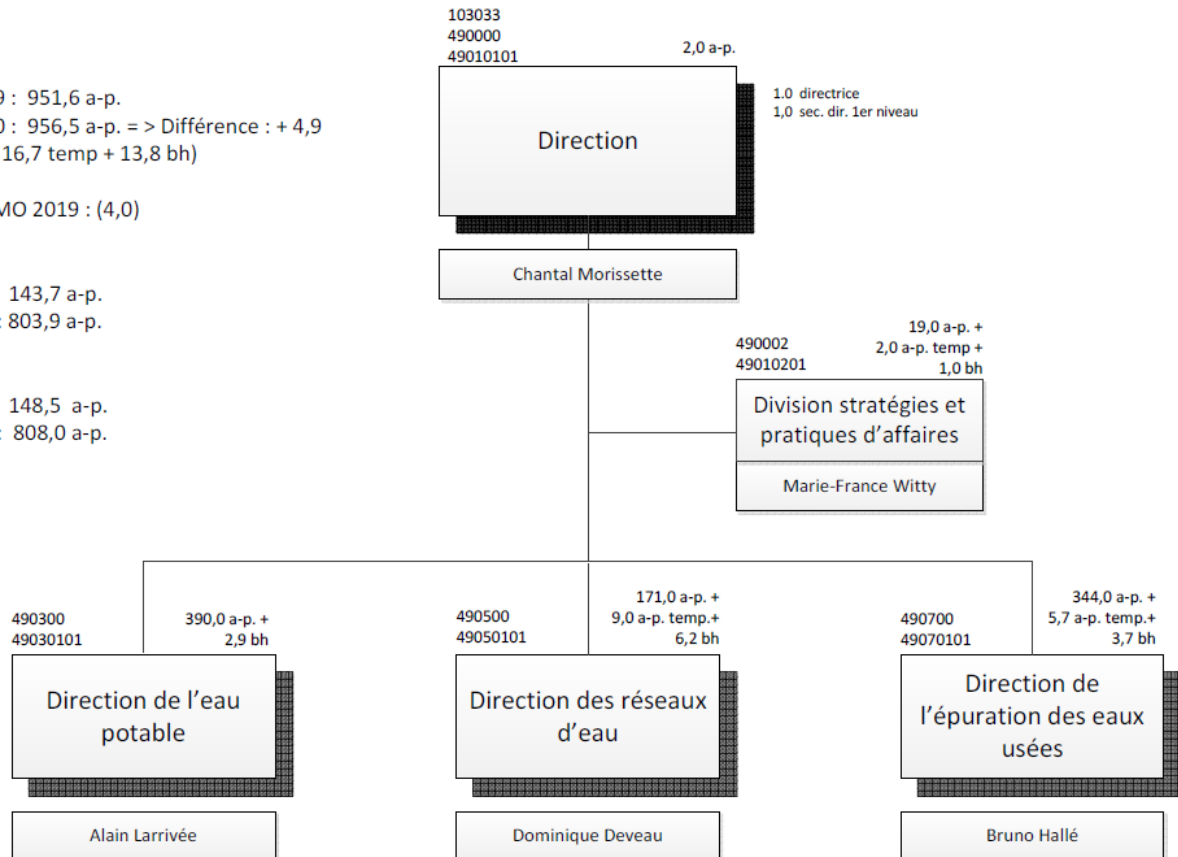 103033
490000
49010101
2,0 a-p.
Direction
1.0 directrice
1,0 sec. dir. 1er niveau
Chantal Morissette
9 : 951,6 a-p.
0 : 956,5 a-p. = > Différence : + 4,9
16,7 temp + 13,8 bh)
MO 2019 : (4,0)
143,7 a-p.
: 803,9 a-p.
148,5 a-p.
: 808,0 a-p.
490002
49010201
19,0 a-p. +
2,0 a-p. temp +
1,0 bh
Division stratégies et
pratiques d'affaires
Marie-France Witty
490300
49030101
390,0 a-p. +
2,9 bh
Direction de l'eau
potable
Alain Larrivée
490500
49050101
171,0 a-p. +
9,0 a-p. temp.+
6,2 bh
Direction des réseaux
d'eau
Dominique Deveau
490700
49070101
344,0 a-p. +
5,7 a-p. temp.+
3,7 bh
Direction de
l'épuration des eaux
usées
Bruno Hallé